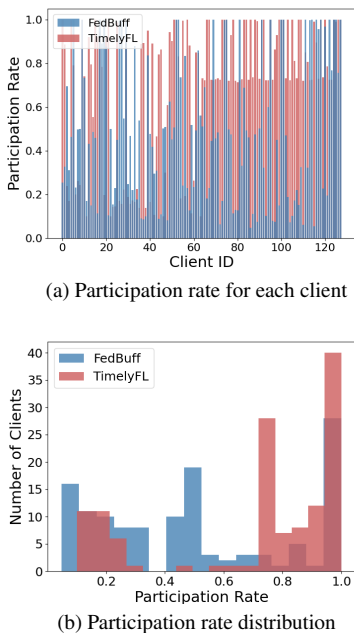 FedBuff
TimelyFL
Participation Rate
1.0
0.8
0.6
0.4
0.2
0.0
0 20 40 60 80 100 120
Client ID
(a) Participation rate for each client
FedBuff
TimelyFL
Number of Clients
40
35
30
25
20
15
10
5
0
0.2 0.4 0.6 0.8 1.0
Participation Rate
(b) Participation rate distribution